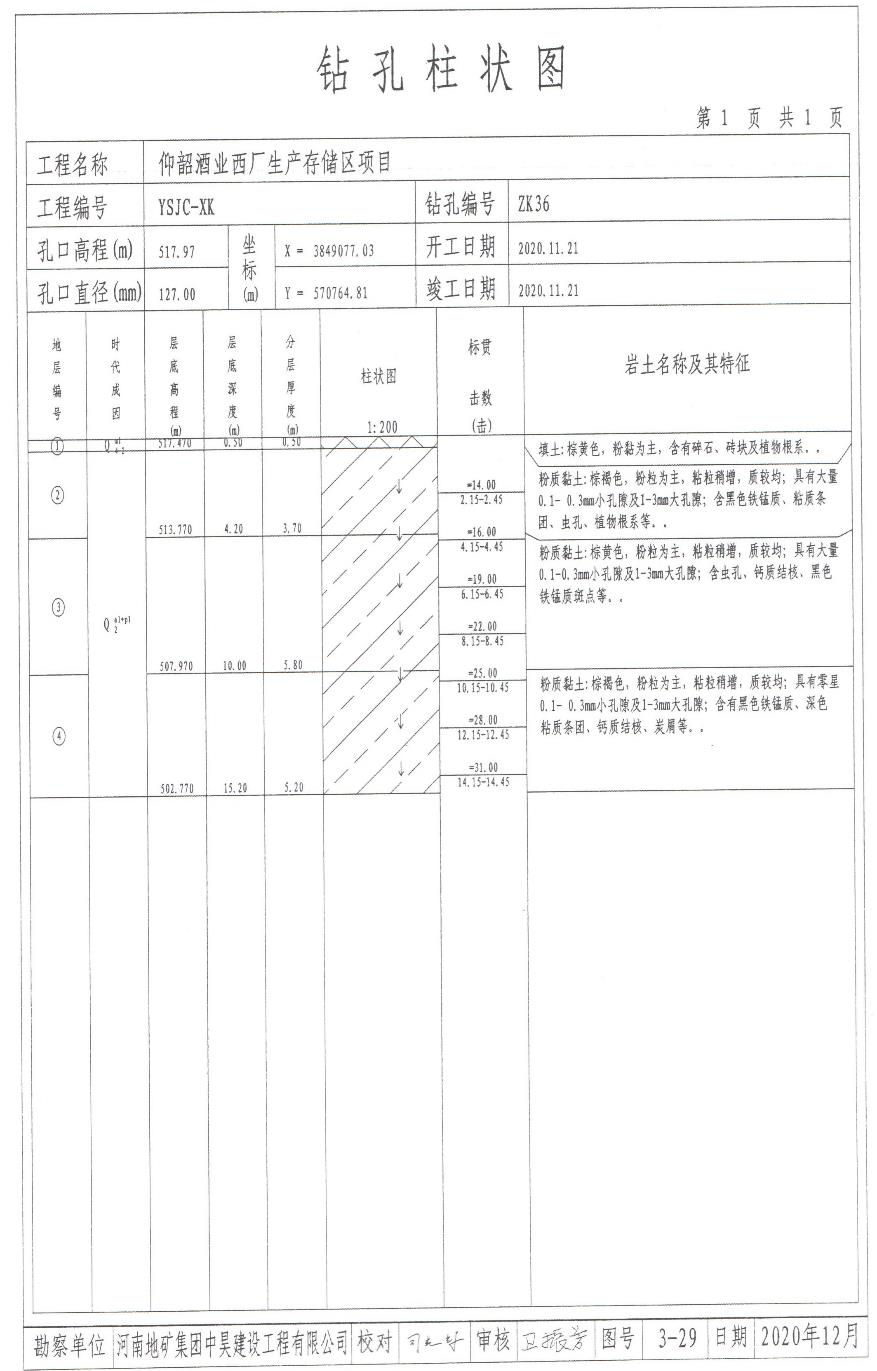 钻孔柱状图
第 1 页 共 1 页
工程名称 仰韶酒业西厂生产存储区项目
工程编号 YSJC-XK 钻孔编号 ZK36
孔口高程(m) 517.97 坐标(m) X = 3849077.03 开工日期 2020.11.21
孔口直径(mm) 127.00 Y = 570764.81 竣工日期 2020.11.21
地层编号 时代成因 层底高程(m) 层底深度(m) 分层厚度(m) 柱状图 1:200 标贯击数(击) 岩土名称及其特征
① 517.470 0.50 0.50 填土:棕黄色，粉黏为主，含有碎石、砖块及植物根系。。
② 513.770 4.20 3.70
=14.00
2.15-2.45
粉质黏土:棕褐色，粉粒为主，粘粒稍增，质较均；具有大量
0.1- 0.3mm小孔隙及1-3mm大孔隙；含黑色铁锰质、粘质条
团、虫孔、植物根系等。。
=16.00
4.15-4.45
③ Q 2 al+pl 507.970 10.00 5.80
=19.00
6.15-6.45
=22.00
8.15-8.45
粉质黏土:棕黄色，粉粒为主，粘粒稍增，质较均；具有大量
0.1-0.3mm小孔隙及1-3mm大孔隙；含虫孔、钙质结核、黑色
铁锰质斑点等。。
④ 502.770 15.20 5.20
=25.00
10.15-10.45
=28.00
12.15-12.45
=31.00
14.15-14.45
粉质黏土:棕褐色，粉粒为主，粘粒稍增，质较均；具有零星
0.1- 0.3mm小孔隙及1-3mm大孔隙；含有黑色铁锰质、深色
粘质条团、钙质结核、炭屑等。。
勘察单位 河南地矿集团中昊建设工程有限公司 校对 审核 卫振芳 图号 3-29 日期 2020年12月